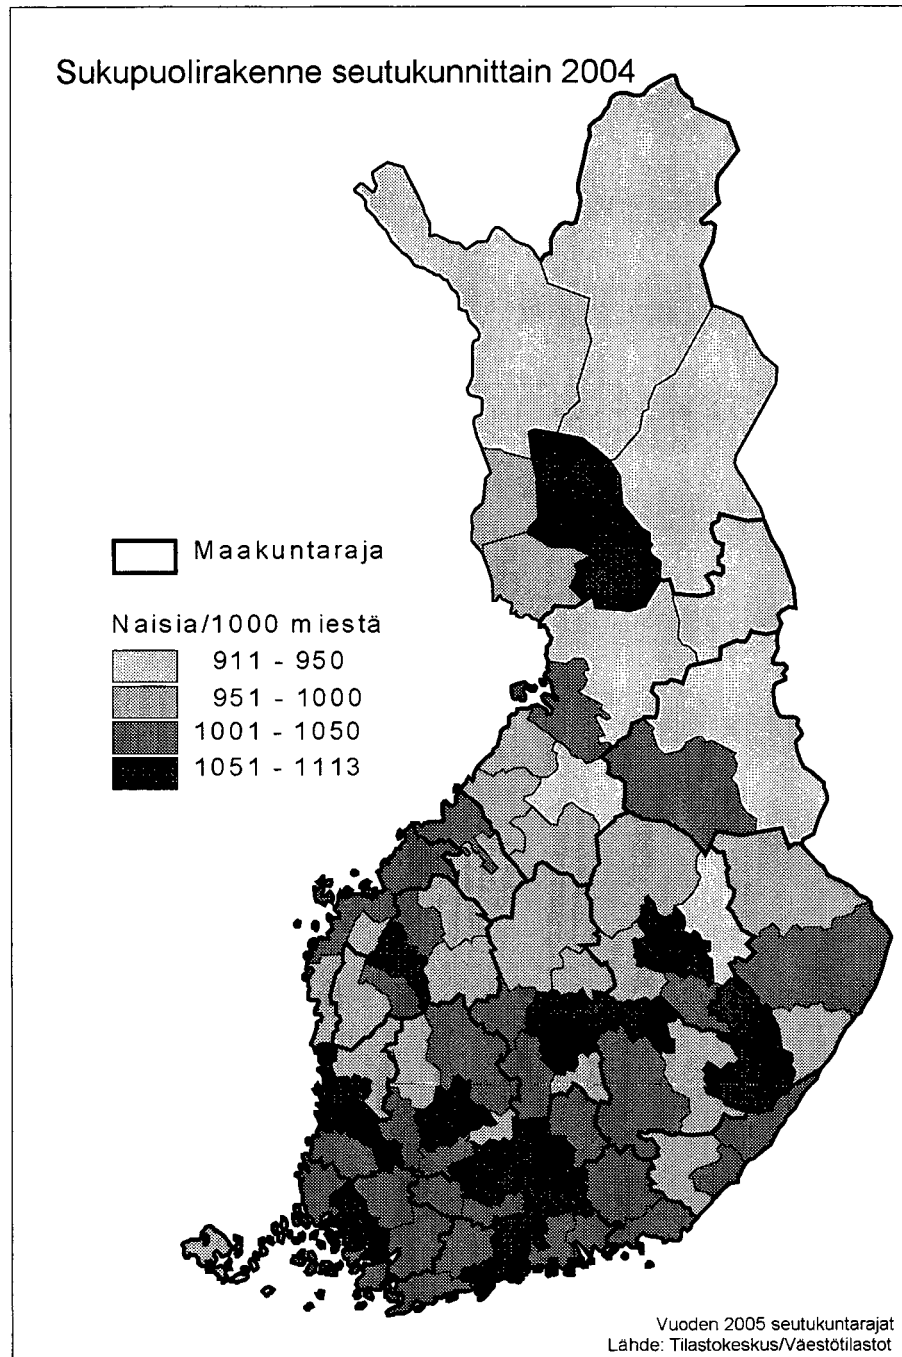 Sukupuolirakenne seutukunnittain 2004
Maakuntaraja
Naisia/1000 miestä
911 - 950
951 - 1000
1001 - 1050
1051 - 1113
Vuoden 2005 seutukuntarajat
Lähde: Tilastokeskus/Väestötilastot